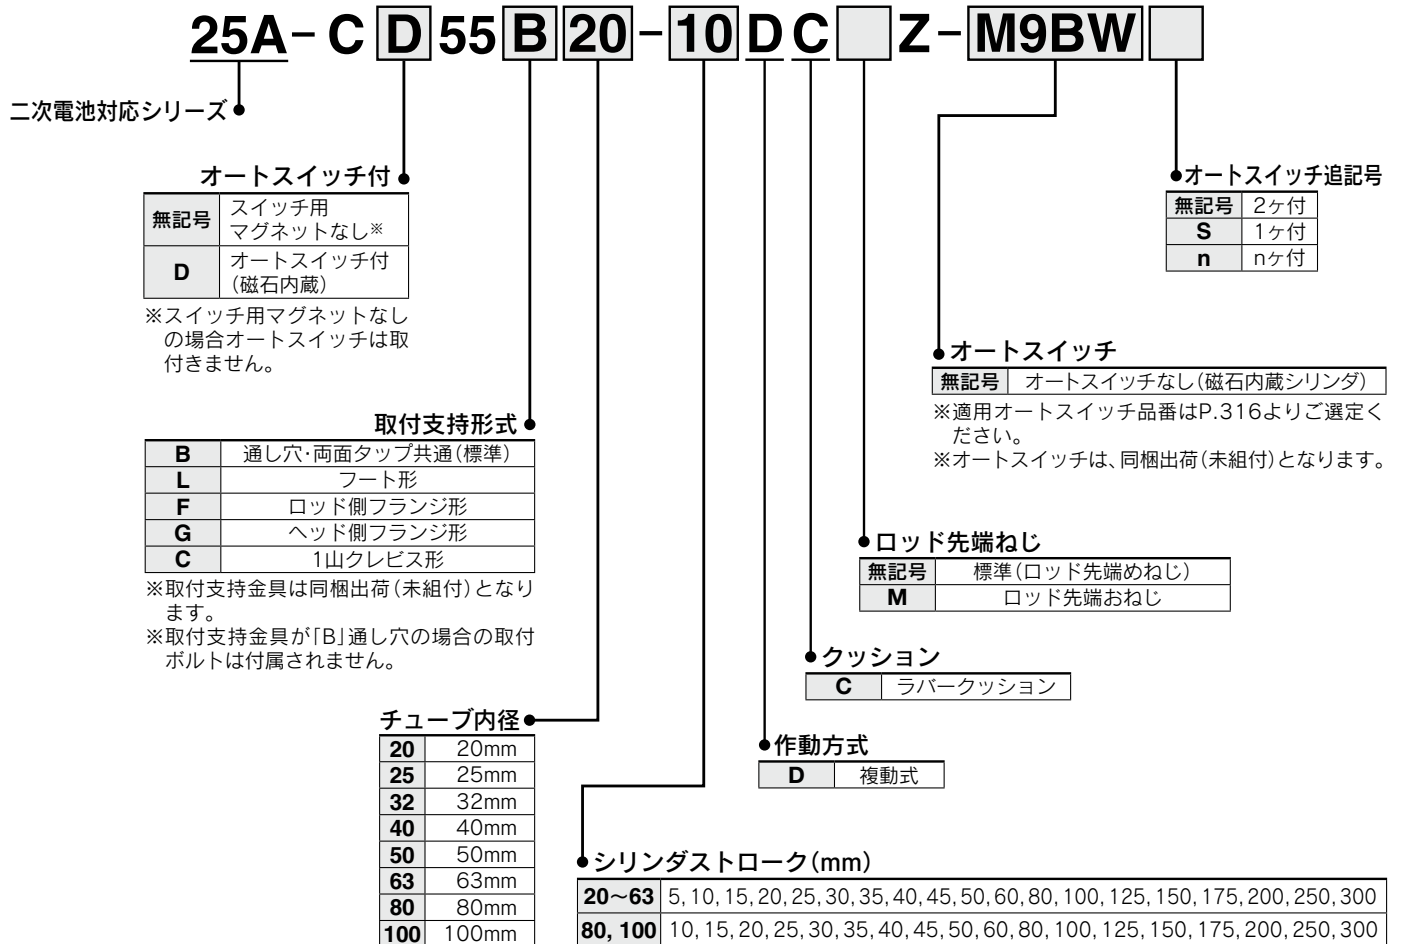 25A-CD55B20-10DC Z-M9BW
二次電池対応シリーズ
オートスイッチ付
無記号 スイッチ用
マグネットなし※
D オートスイッチ付
(磁石内蔵)
※スイッチ用マグネットなし
の場合オートスイッチは取
付きません。
オートスイッチ追記号
無記号 2ヶ付
S 1ヶ付
n nヶ付
オートスイッチ
無記号 オートスイッチなし(磁石内蔵シリンダ)
※適用オートスイッチ品番はP.316よりご選定く
ださい。
※オートスイッチは、同梱出荷(未組付)となります。
取付支持形式
B 通し穴・両面タップ共通(標準)
L フート形
F ロッド側フランジ形
G ヘッド側フランジ形
C 1山クレビス形
※取付支持金具は同梱出荷(未組付)となり
ます。
※取付支持金具が「B」通し穴の場合の取付
ボルトは付属されません。
ロッド先端ねじ
無記号 標準(ロッド先端めねじ)
M ロッド先端おねじ
クッション
C ラバークッション
作動方式
D 複動式
チューブ内径
20 20mm
25 25mm
32 32mm
40 40mm
50 50mm
63 63mm
80 80mm
100 100mm
シリンダストローク(mm)
20~63 5, 10, 15, 20, 25, 30, 35, 40, 45, 50, 60, 80, 100, 125, 150, 175, 200, 250, 300
80, 100 10, 15, 20, 25, 30, 35, 40, 45, 50, 60, 80, 100, 125, 150, 175, 200, 250, 300